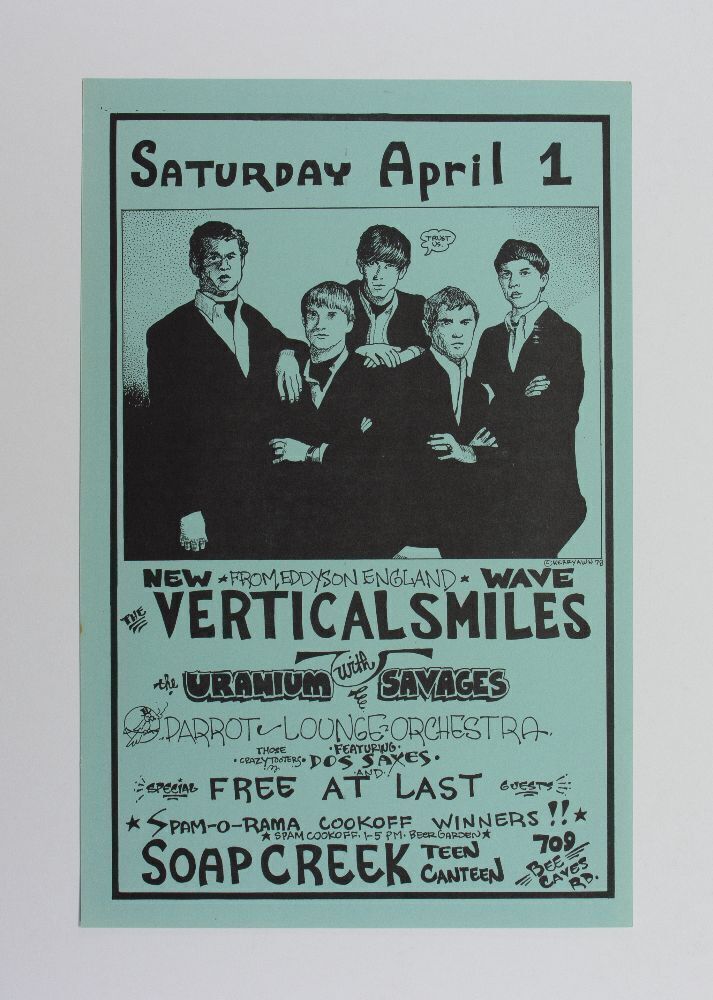 SATURDAY April 1
TRUST US.
© KERRY AWN 78
NEW ★ FROM EDDYSON ENGLAND ★ WAVE
THE VERTICAL SMILES
with
the URANIUM SAVAGES
PARROT LOUNGE ORCHESTRA
THOSE CRAZY TOOTERS • FEATURING •
DOS SAXES •
AND!
SPECIAL FREE AT LAST GUESTS
★ SPAM-O-RAMA COOKOFF WINNERS!! ★
★ SPAM COOKOFF. 1-5 PM. BEER GARDEN ★
SOAP CREEK TEEN CANTEEN
709 BEE CAVES RD.